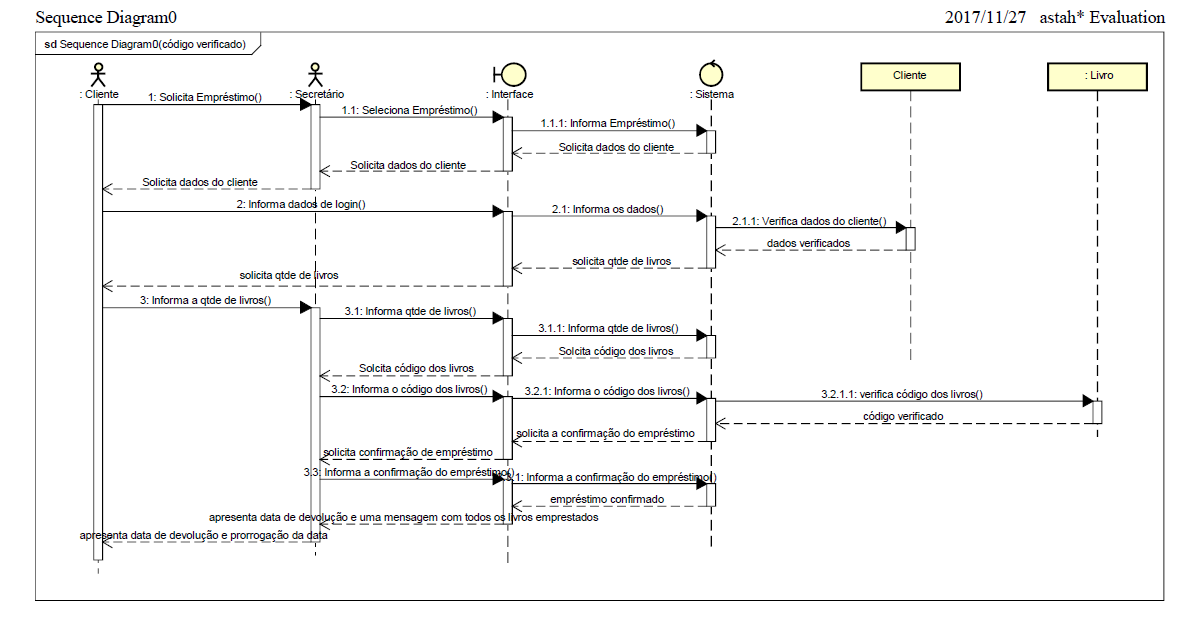 Sequence Diagram0
2017/11/27 astah* Evaluation
sd Sequence Diagram0(código verificado)
: Cliente
: Secretário
: Interface
: Sistema
Cliente
: Livro
1: Solicita Empréstimo()
1.1: Seleciona Empréstimo()
1.1.1: Informa Empréstimo()
Solicita dados do cliente
Solicita dados do cliente
Solicita dados do cliente
2: Informa dados de login()
2.1: Informa os dados()
2.1.1: Verifica dados do cliente()
dados verificados
solicita qtde de livros
solicita qtde de livros
3: Informa a qtde de livros()
3.1: Informa qtde de livros()
3.1.1: Informa qtde de livros()
Solcita código dos livros
Solcita código dos livros
3.2: Informa o código dos livros()
3.2.1: Informa o código dos livros()
3.2.1.1: verifica código dos livros()
código verificado
solicita a confirmação do empréstimo
solicita confirmação de empréstimo
3.3: Informa a confirmação do empréstimo()
3.1: Informa a confirmação do empréstimo()
empréstimo confirmado
apresenta data de devolução e uma mensagem com todos os livros emprestados
apresenta data de devolução e prorrogação da data